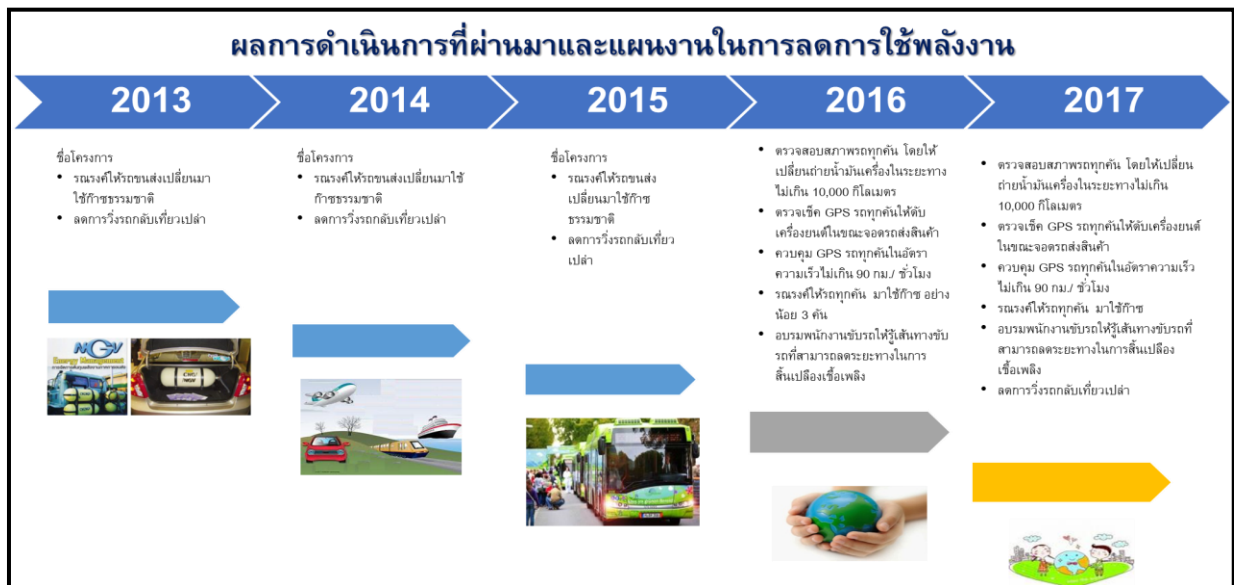 ผลการดำเนินการที่ผ่านมาและแผนงานในการลดการใช้พลังงาน
2013
2014
2015
2016
2017
ชื่อโครงการ
• รณรงค์ให้รถขนส่งเปลี่ยนมา
ใช้ก๊าซธรรมชาติ
• ลดการวิ่งรถกลับเที่ยวเปล่า
ชื่อโครงการ
• รณรงค์ให้รถขนส่งเปลี่ยนมาใช้
ก๊าซธรรมชาติ
• ลดการวิ่งรถกลับเที่ยวเปล่า
ชื่อโครงการ
• รณรงค์ให้รถขนส่ง
เปลี่ยนมาใช้ก๊าซ
ธรรมชาติ
• ลดการวิ่งรถกลับเที่ยว
เปล่า
• ตรวจสอบสภาพรถทุกคัน โดยให้
เปลี่ยนถ่ายน้ำมันเครื่องในระยะทาง
ไม่เกิน 10,000 กิโลเมตร
• ตรวจเช็ค GPS รถทุกคันให้ดับ
เครื่องยนต์ในขณะจอดรถส่งสินค้า
• ควบคุม GPS รถทุกคันในอัตรา
ความเร็วไม่เกิน 90 กม./ ชั่วโมง
• รณรงค์ให้รถทุกคัน มาใช้ก๊าซ อย่าง
น้อย 3 คัน
• อบรมพนักงานขับรถให้รู้เส้นทางขับ
รถที่สามารถลดระยะทางในการ
สิ้นเปลืองเชื้อเพลิง
• ตรวจสอบสภาพรถทุกคัน โดยให้เปลี่ยน
ถ่ายน้ำมันเครื่องในระยะทางไม่เกิน
10,000 กิโลเมตร
• ตรวจเช็ค GPS รถทุกคันให้ดับเครื่องยนต์
ในขณะจอดรถส่งสินค้า
• ควบคุม GPS รถทุกคันในอัตราความเร็ว
ไม่เกิน 90 กม./ ชั่วโมง
• รณรงค์ให้รถทุกคัน มาใช้ก๊าซ
• อบรมพนักงานขับรถให้รู้เส้นทางขับรถที่
สามารถลดระยะทางในการสิ้นเปลือง
เชื้อเพลิง
• ลดการวิ่งรถกลับเที่ยวเปล่า
NGV
Energy Management